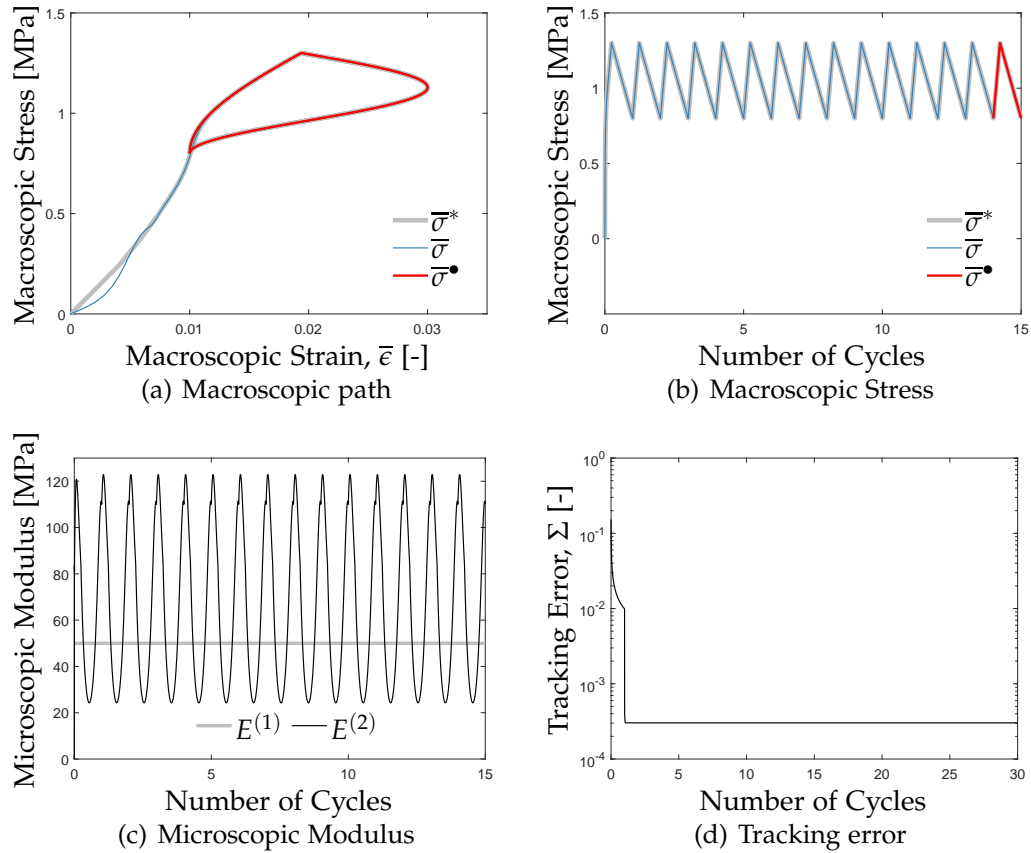 Macroscopic Stress [MPa]
1.5
1
0.5
0
0
0.01
0.02
0.03
σ̅*
σ̅
σ̅•
Macroscopic Strain, ε̅ [-]
(a) Macroscopic path
Macroscopic Stress [MPa]
1.5
1
0.5
0
0
5
10
15
σ̅*
σ̅
σ̅•
Number of Cycles
(b) Macroscopic Stress
Microscopic Modulus [MPa]
120
100
80
60
40
20
0
0
5
10
15
E⁽¹⁾
E⁽²⁾
Number of Cycles
(c) Microscopic Modulus
Tracking Error, Σ [-]
10⁰
10⁻¹
10⁻²
10⁻³
10⁻⁴
0
5
10
15
20
25
30
Number of Cycles
(d) Tracking error